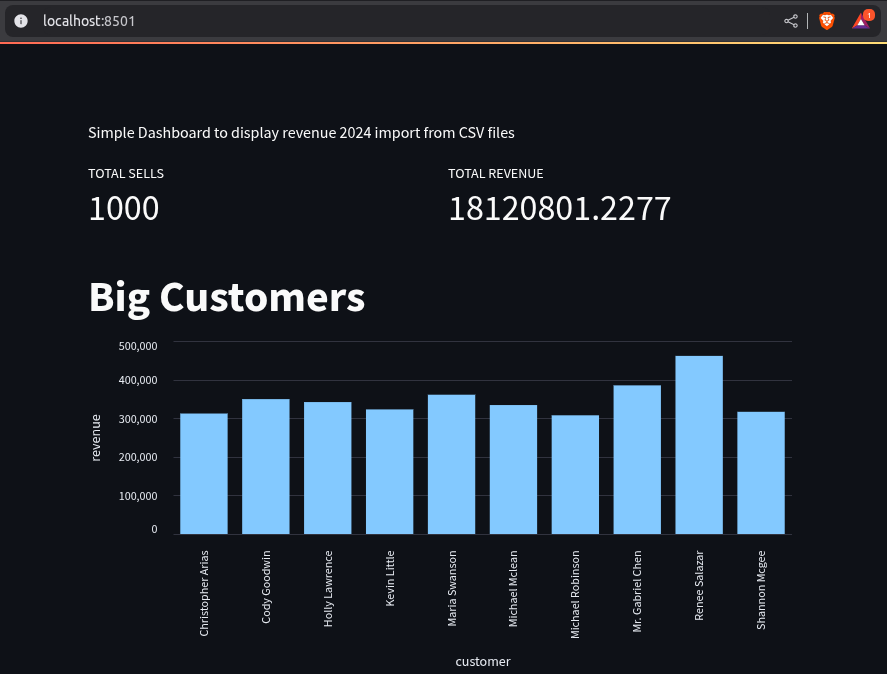 localhost:8501
1
Simple Dashboard to display revenue 2024 import from CSV files
TOTAL SELLS
1000
TOTAL REVENUE
18120801.2277
Big Customers
500,000
400,000
300,000
200,000
100,000
0
revenue
Christopher Arias
Cody Goodwin
Holly Lawrence
Kevin Little
Maria Swanson
Michael Mclean
Michael Robinson
Mr. Gabriel Chen
Renee Salazar
Shannon Mcgee
customer